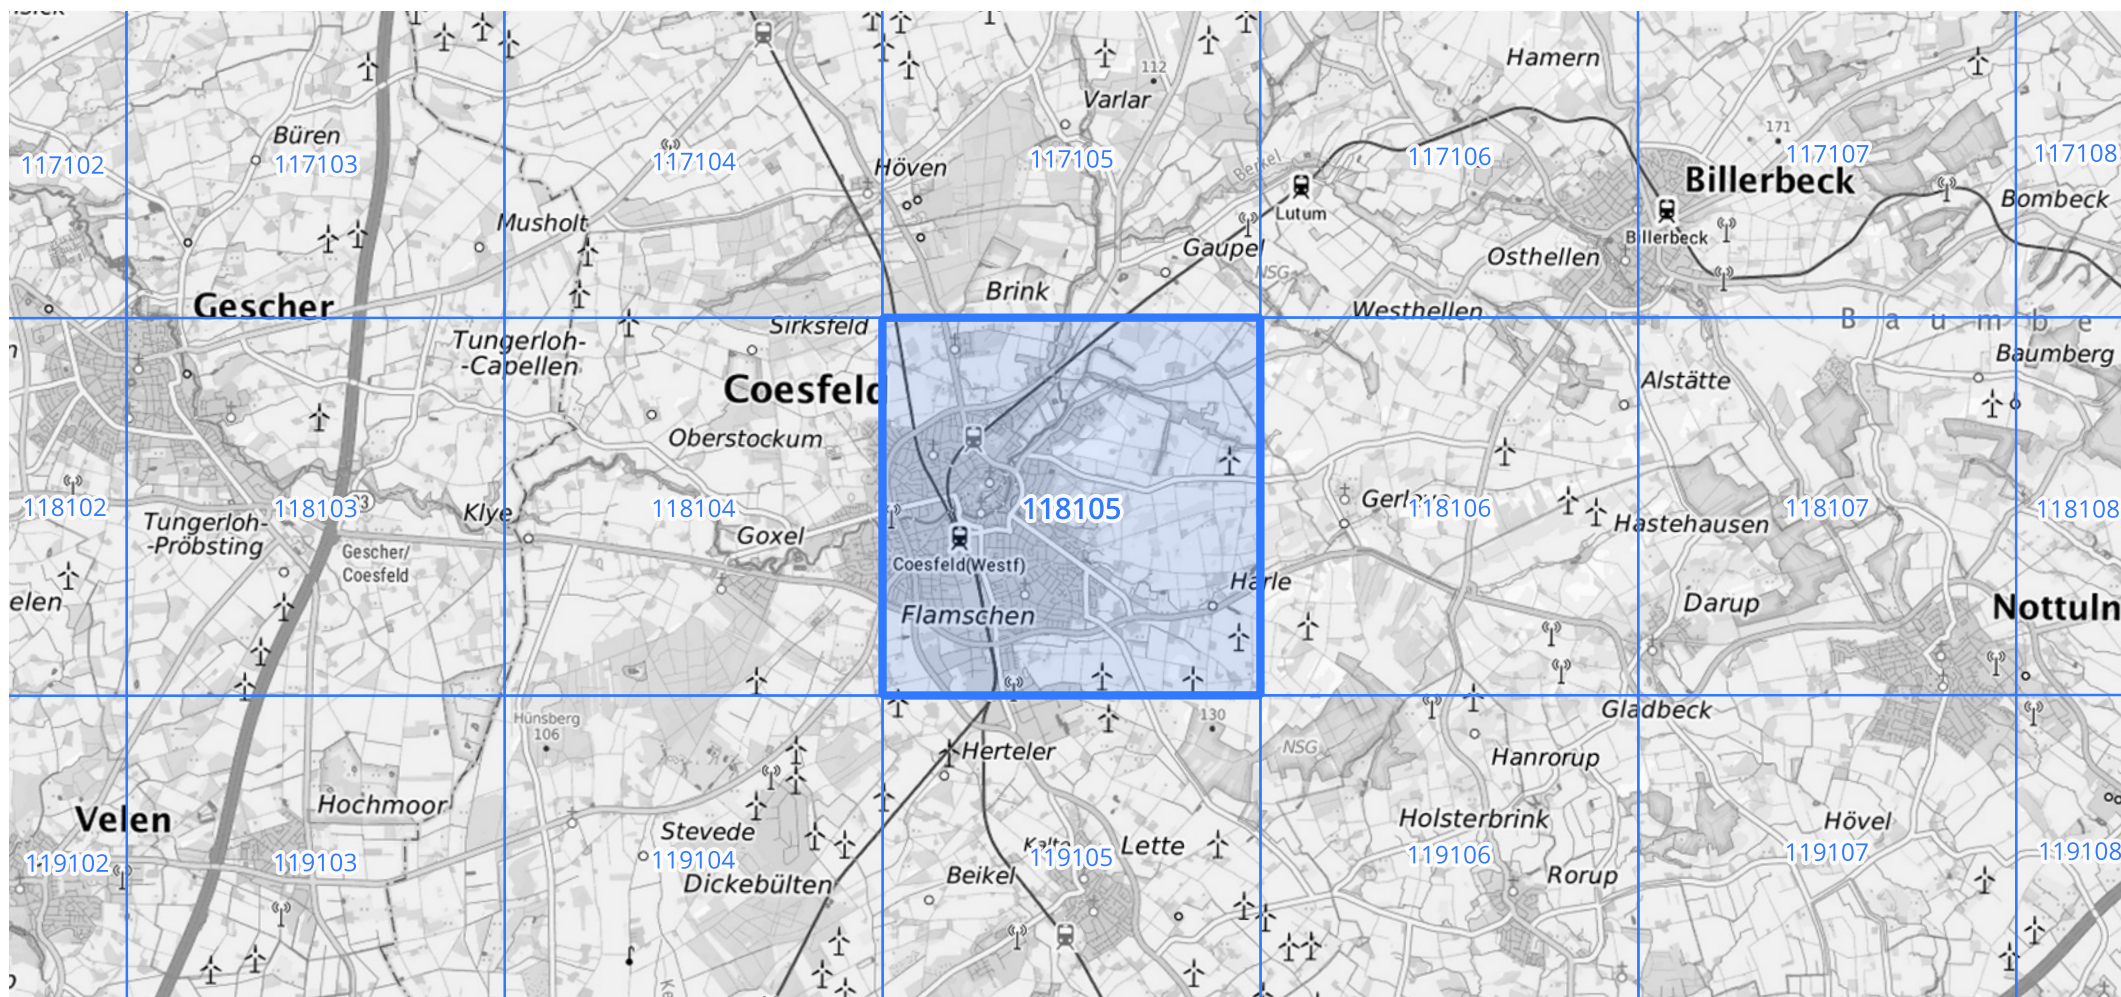 Hamern
112
Varlar
171
Büren
117102
117103
117104
117105
117106
117107
117108
Höven
Berkel
Billerbeck
Lutum
Bombeck
Musholt
Gaupel
Billerbeck
Osthellen
NSG
Brink
Gescher
Westhellen
Baumbe
Sirksfeld
Tungerloh-
-Capellen
Baumberg
Alstätte
Coesfeld
Oberstockum
118102
118103
118104
118105
118106
118107
118108
Klye
Hastehausen
Tungerloh-
-Pröbsting
Goxel
Gescher/
Coesfeld
Coesfeld(Westf)
Harle
elen
Flamschen
Darup
Nottuln
Hünsberg
106
130
Gladbeck
NSG
Herteler
Hanrorup
Velen
Hochmoor
Stevede
Holsterbrink
Hövel
Lette
119102
119103
119104
119105
119106
119107
119108
Dickebülten
Beikel
Rorup